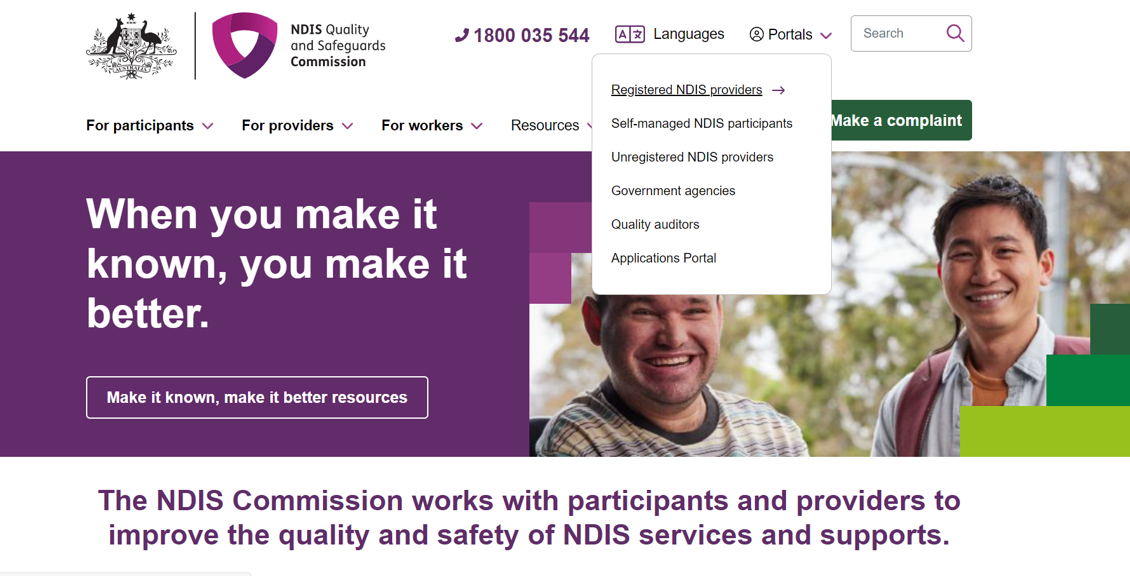 AUSTRALIA
NDIS Quality
and Safeguards
Commission
1800 035 544
Languages
Portals
Search
For participants
For providers
For workers
Resources
Make a complaint
Registered NDIS providers
Self-managed NDIS participants
Unregistered NDIS providers
Government agencies
Quality auditors
Applications Portal
When you make it
known, you make it
better.
Make it known, make it better resources
The NDIS Commission works with participants and providers to
improve the quality and safety of NDIS services and supports.